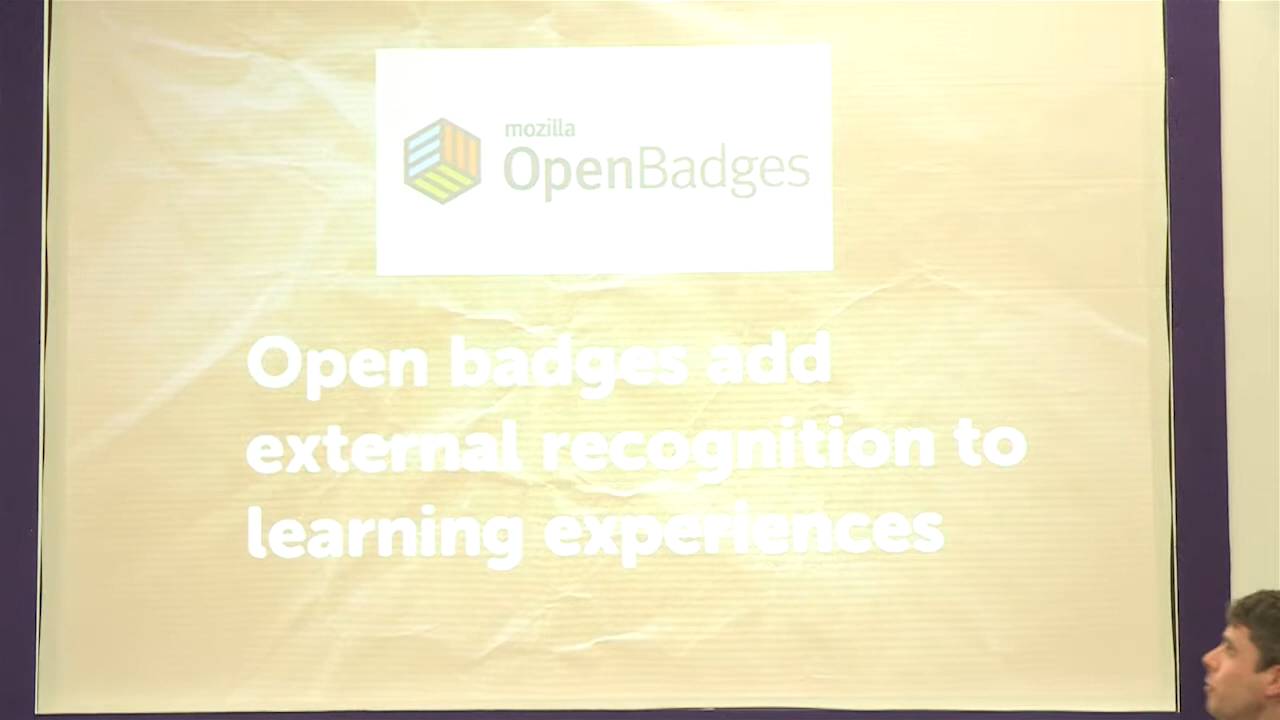 mozilla
OpenBadges
Open badges add
external recognition to
learning experiences